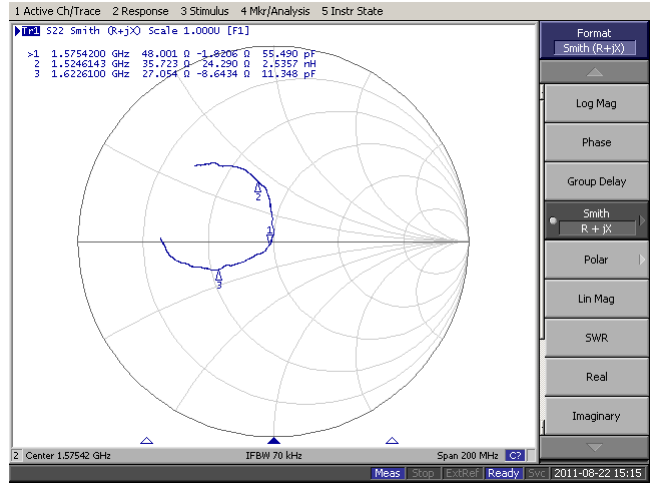 1 Active Ch/Trace 2 Response 3 Stimulus 4 Mkr/Analysis 5 Instr State
Tr1 S22 Smith (R+jX) Scale 1.000U [F1]
>1 1.5754200 GHz 48.001 Ω -1.8206 Ω 55.490 pF
2 1.5246143 GHz 35.723 Ω 24.290 Ω 2.5357 nH
3 1.6226100 GHz 27.054 Ω -8.6434 Ω 11.348 pF
2
1
3
2 Center 1.57542 GHz IFBW 70 kHz Span 200 MHz C?
Format
Smith (R+jX)
Log Mag
Phase
Group Delay
Smith
R + jX
Polar
Lin Mag
SWR
Real
Imaginary
Meas Stop ExtRef Ready Svc 2011-08-22 15:15